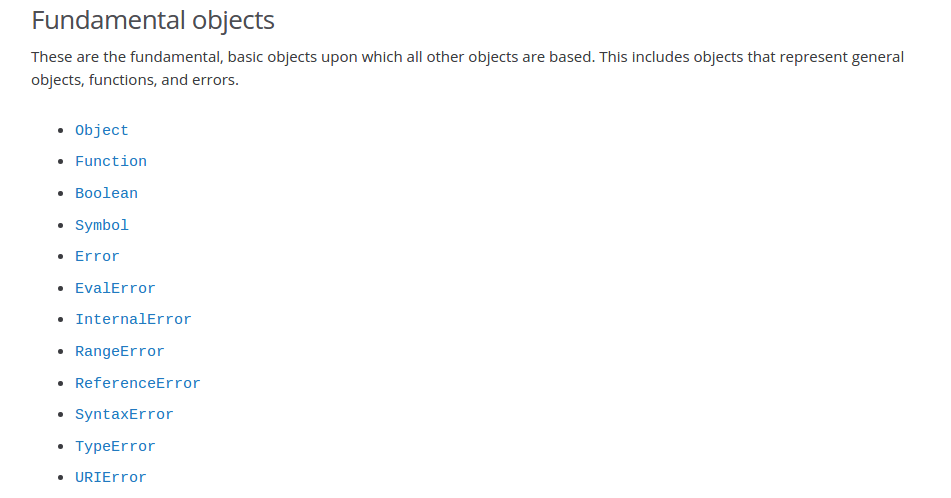 Fundamental objects
These are the fundamental, basic objects upon which all other objects are based. This includes objects that represent general
objects, functions, and errors.
Object
Function
Boolean
Symbol
Error
EvalError
InternalError
RangeError
ReferenceError
SyntaxError
TypeError
URIError